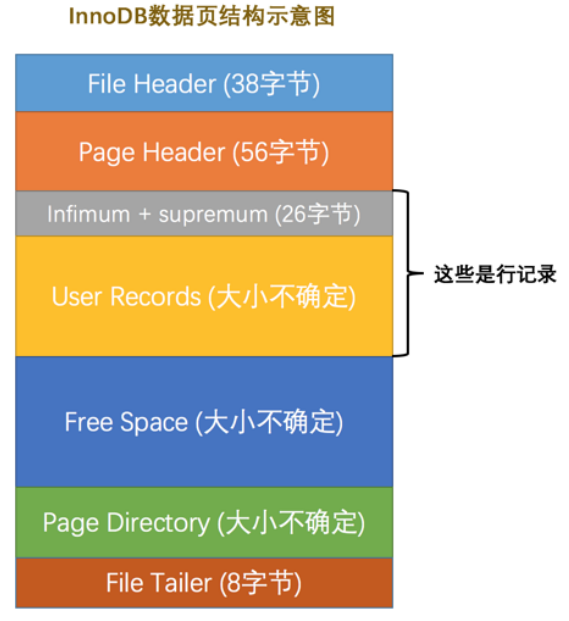 InnoDB数据页结构示意图
File Header (38字节)
Page Header (56字节)
Infimum + supremum (26字节)
User Records (大小不确定)
这些是行记录
Free Space (大小不确定)
Page Directory (大小不确定)
File Tailer (8字节)